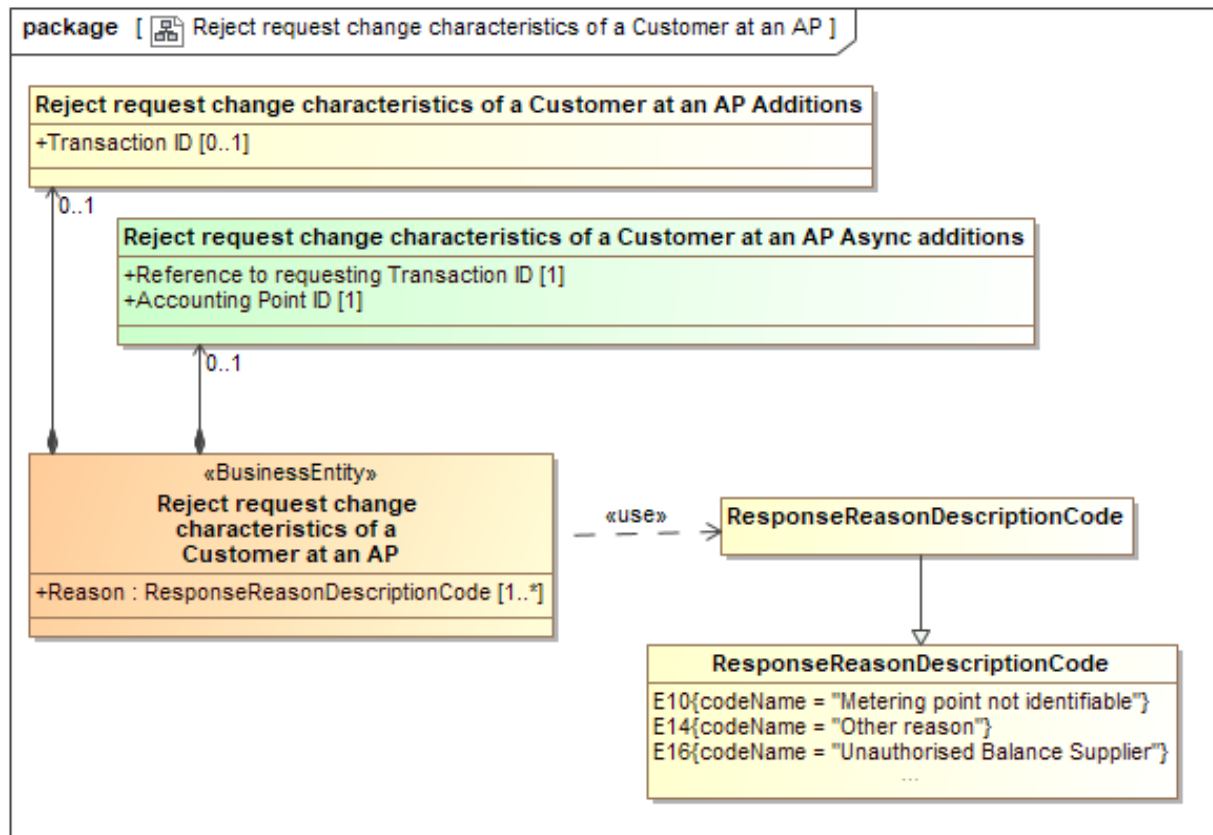 package [ Reject request change characteristics of a Customer at an AP ]
Reject request change characteristics of a Customer at an AP Additions
+Transaction ID [0..1]
0..1
Reject request change characteristics of a Customer at an AP Async additions
+Reference to requesting Transaction ID [1]
+Accounting Point ID [1]
0..1
«BusinessEntity»
Reject request change
characteristics of a
Customer at an AP
+Reason : ResponseReasonDescriptionCode [1..*]
«use»
ResponseReasonDescriptionCode
ResponseReasonDescriptionCode
E10{codeName = "Metering point not identifiable"}
E14{codeName = "Other reason"}
E16{codeName = "Unauthorised Balance Supplier"}
...